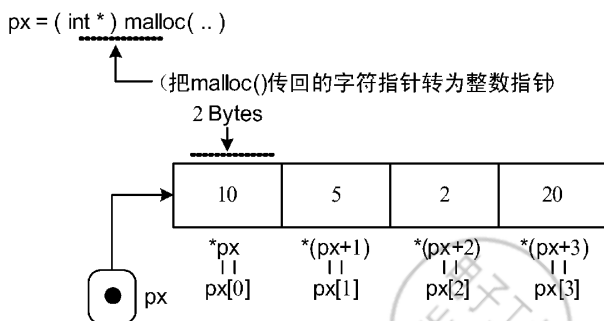 px = ( int * ) malloc( .. )
(把malloc()传回的字符指针转为整数指针)
2 Bytes
10 5 2 20
*px *(px+1) *(px+2) *(px+3)
px[0] px[1] px[2] px[3]
px